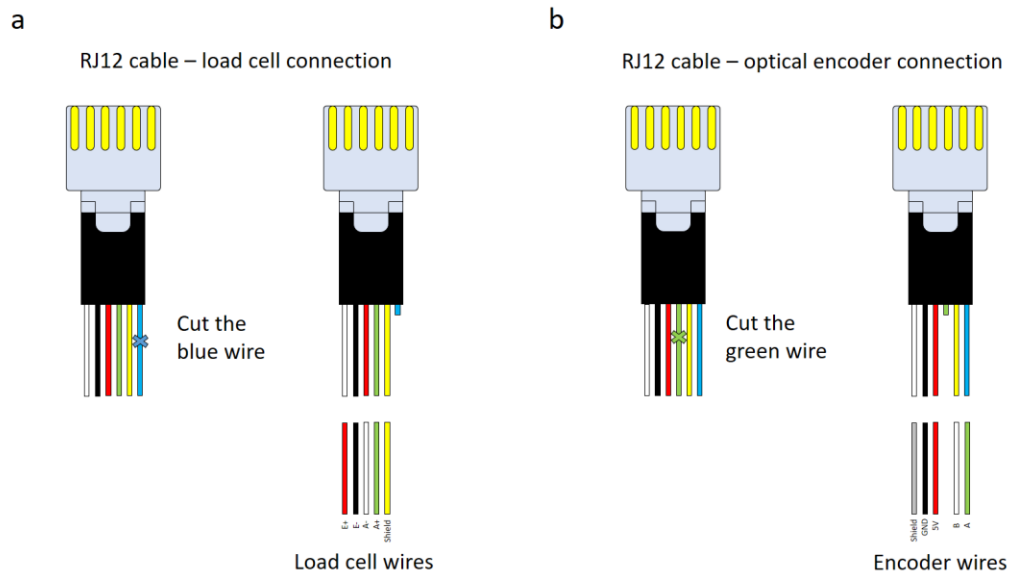 a
b
RJ12 cable – load cell connection
RJ12 cable – optical encoder connection
Cut the
blue wire
Cut the
green wire
E+
E-
A-
A+
Shield
Shield
GND
5V
B
A
Load cell wires
Encoder wires